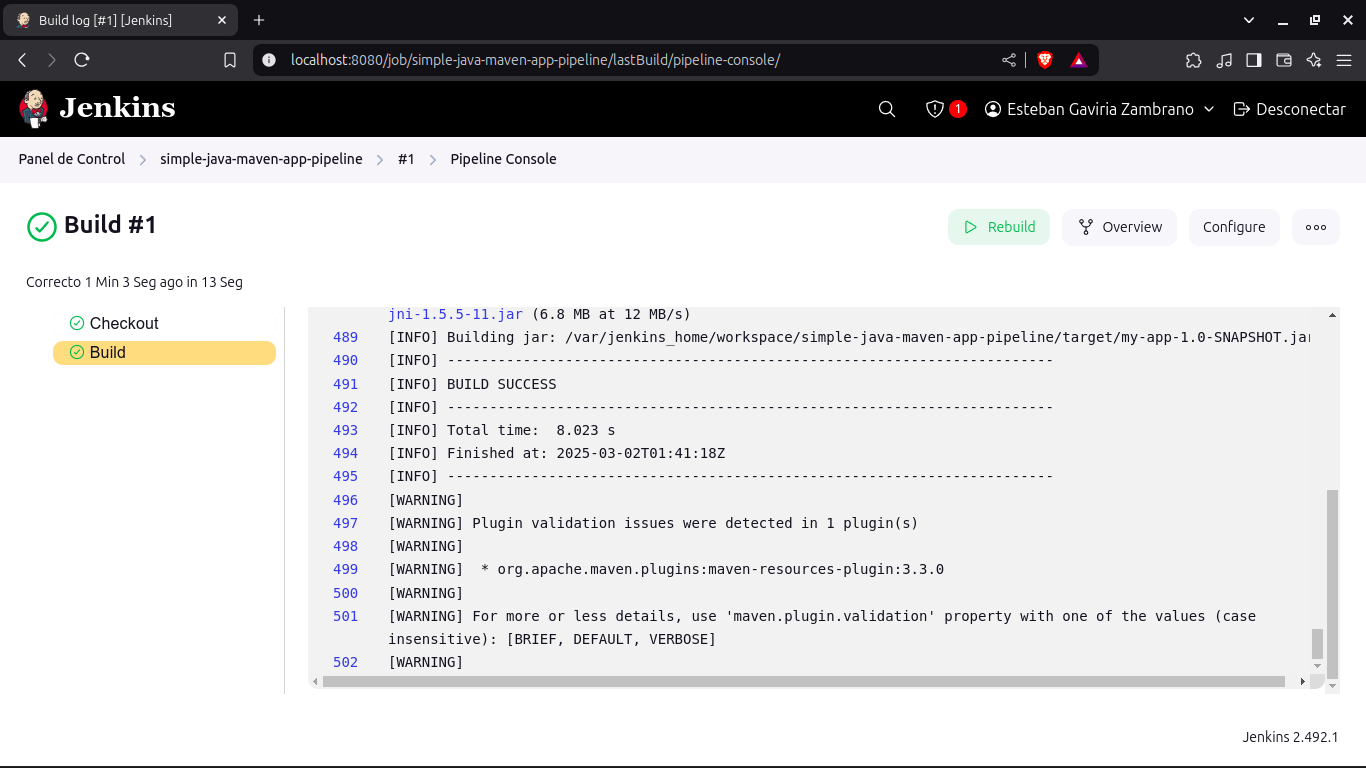 Build log [#1] [Jenkins]
localhost:8080/job/simple-java-maven-app-pipeline/lastBuild/pipeline-console/
Jenkins
1
Esteban Gaviria Zambrano
Desconectar
Panel de Control
simple-java-maven-app-pipeline
#1
Pipeline Console
Build #1
Rebuild
Overview
Configure
Correcto 1 Min 3 Seg ago in 13 Seg
Checkout
Build
jni-1.5.5-11.jar (6.8 MB at 12 MB/s)
489 [INFO] Building jar: /var/jenkins_home/workspace/simple-java-maven-app-pipeline/target/my-app-1.0-SNAPSHOT.jar
490 [INFO] ------------------------------------------------------------------------
491 [INFO] BUILD SUCCESS
492 [INFO] ------------------------------------------------------------------------
493 [INFO] Total time:  8.023 s
494 [INFO] Finished at: 2025-03-02T01:41:18Z
495 [INFO] ------------------------------------------------------------------------
496 [WARNING]
497 [WARNING] Plugin validation issues were detected in 1 plugin(s)
498 [WARNING]
499 [WARNING]  * org.apache.maven.plugins:maven-resources-plugin:3.3.0
500 [WARNING]
501 [WARNING] For more or less details, use 'maven.plugin.validation' property with one of the values (case
insensitive): [BRIEF, DEFAULT, VERBOSE]
502 [WARNING]
Jenkins 2.492.1